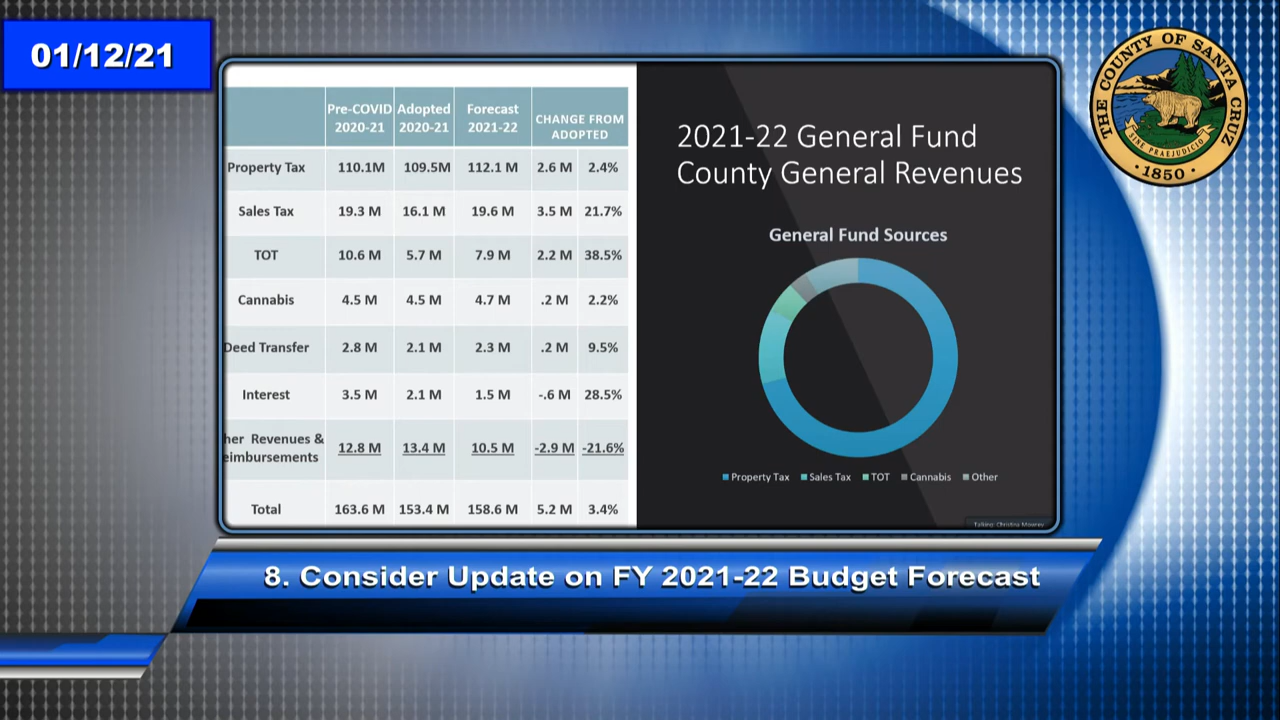 01/12/21
THE COUNTY OF SANTA CRUZ
SINE PRAEJUDICIO
• 1850 •
Pre-COVID 2020-21 Adopted 2020-21 Forecast 2021-22 CHANGE FROM ADOPTED
Property Tax 110.1M 109.5M 112.1 M 2.6 M 2.4%
Sales Tax 19.3 M 16.1 M 19.6 M 3.5 M 21.7%
TOT 10.6 M 5.7 M 7.9 M 2.2 M 38.5%
Cannabis 4.5 M 4.5 M 4.7 M .2 M 2.2%
Deed Transfer 2.8 M 2.1 M 2.3 M .2 M 9.5%
Interest 3.5 M 2.1 M 1.5 M -.6 M 28.5%
her Revenues &
eimbursements 12.8 M 13.4 M 10.5 M -2.9 M -21.6%
Total 163.6 M 153.4 M 158.6 M 5.2 M 3.4%
2021-22 General Fund
County General Revenues
General Fund Sources
Property Tax Sales Tax TOT Cannabis Other
Talking: Christina Mowrey
8. Consider Update on FY 2021-22 Budget Forecast